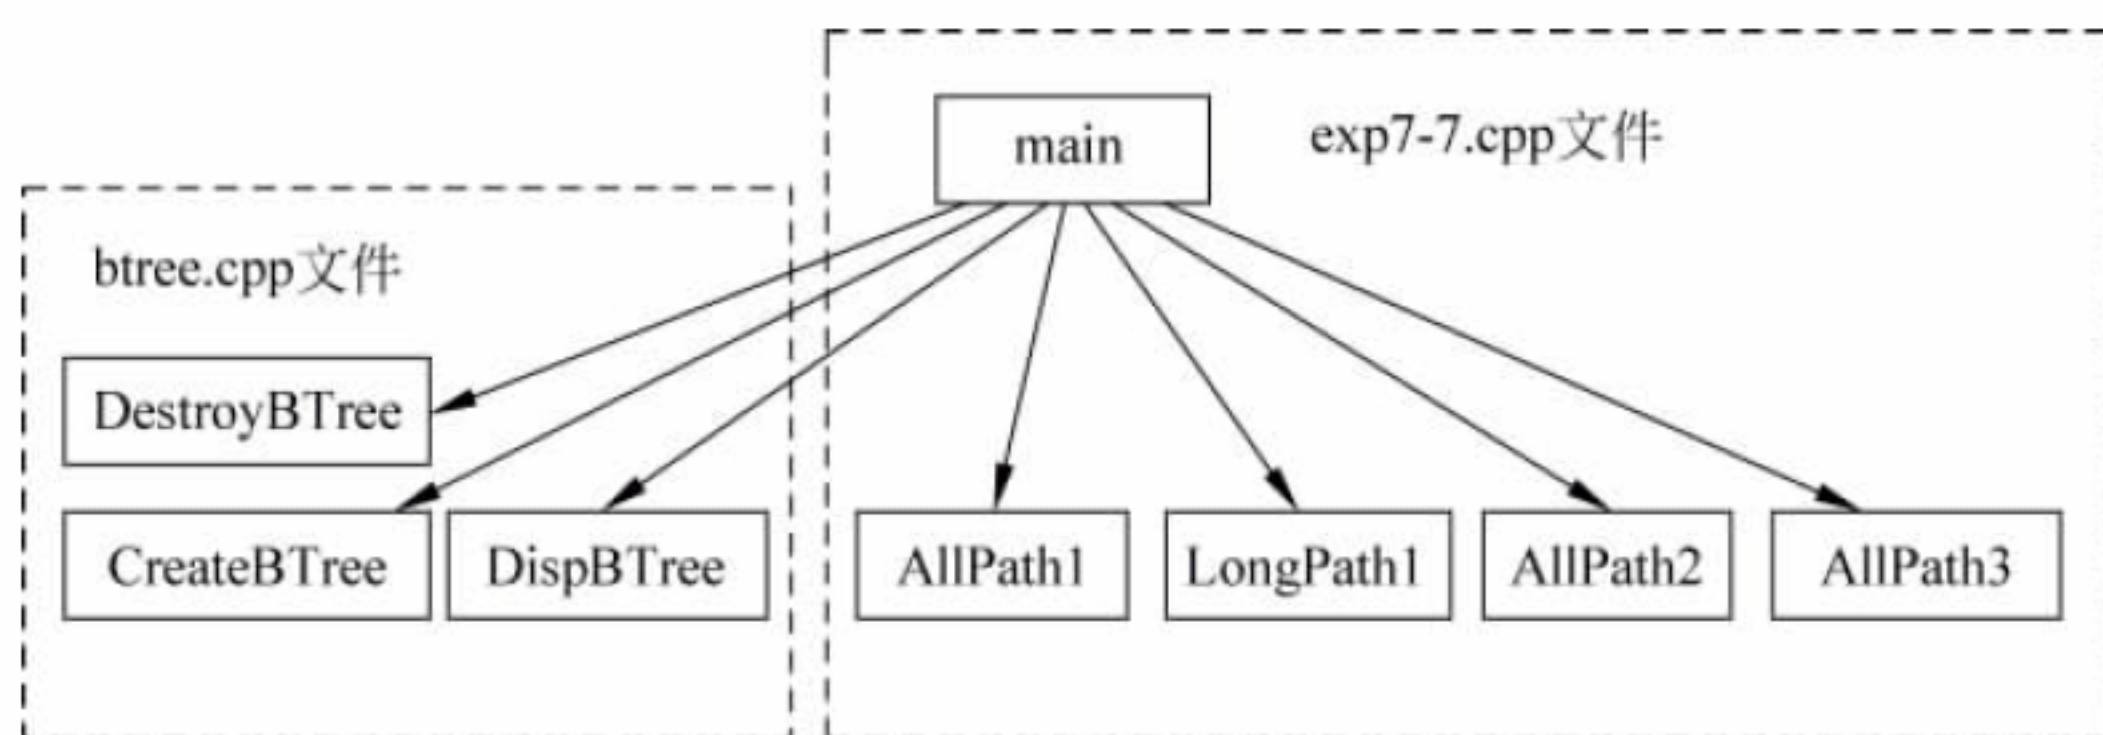 main
exp7-7.cpp文件
btree.cpp文件
DestroyBTree
CreateBTree
DispBTree
AllPath1
LongPath1
AllPath2
AllPath3